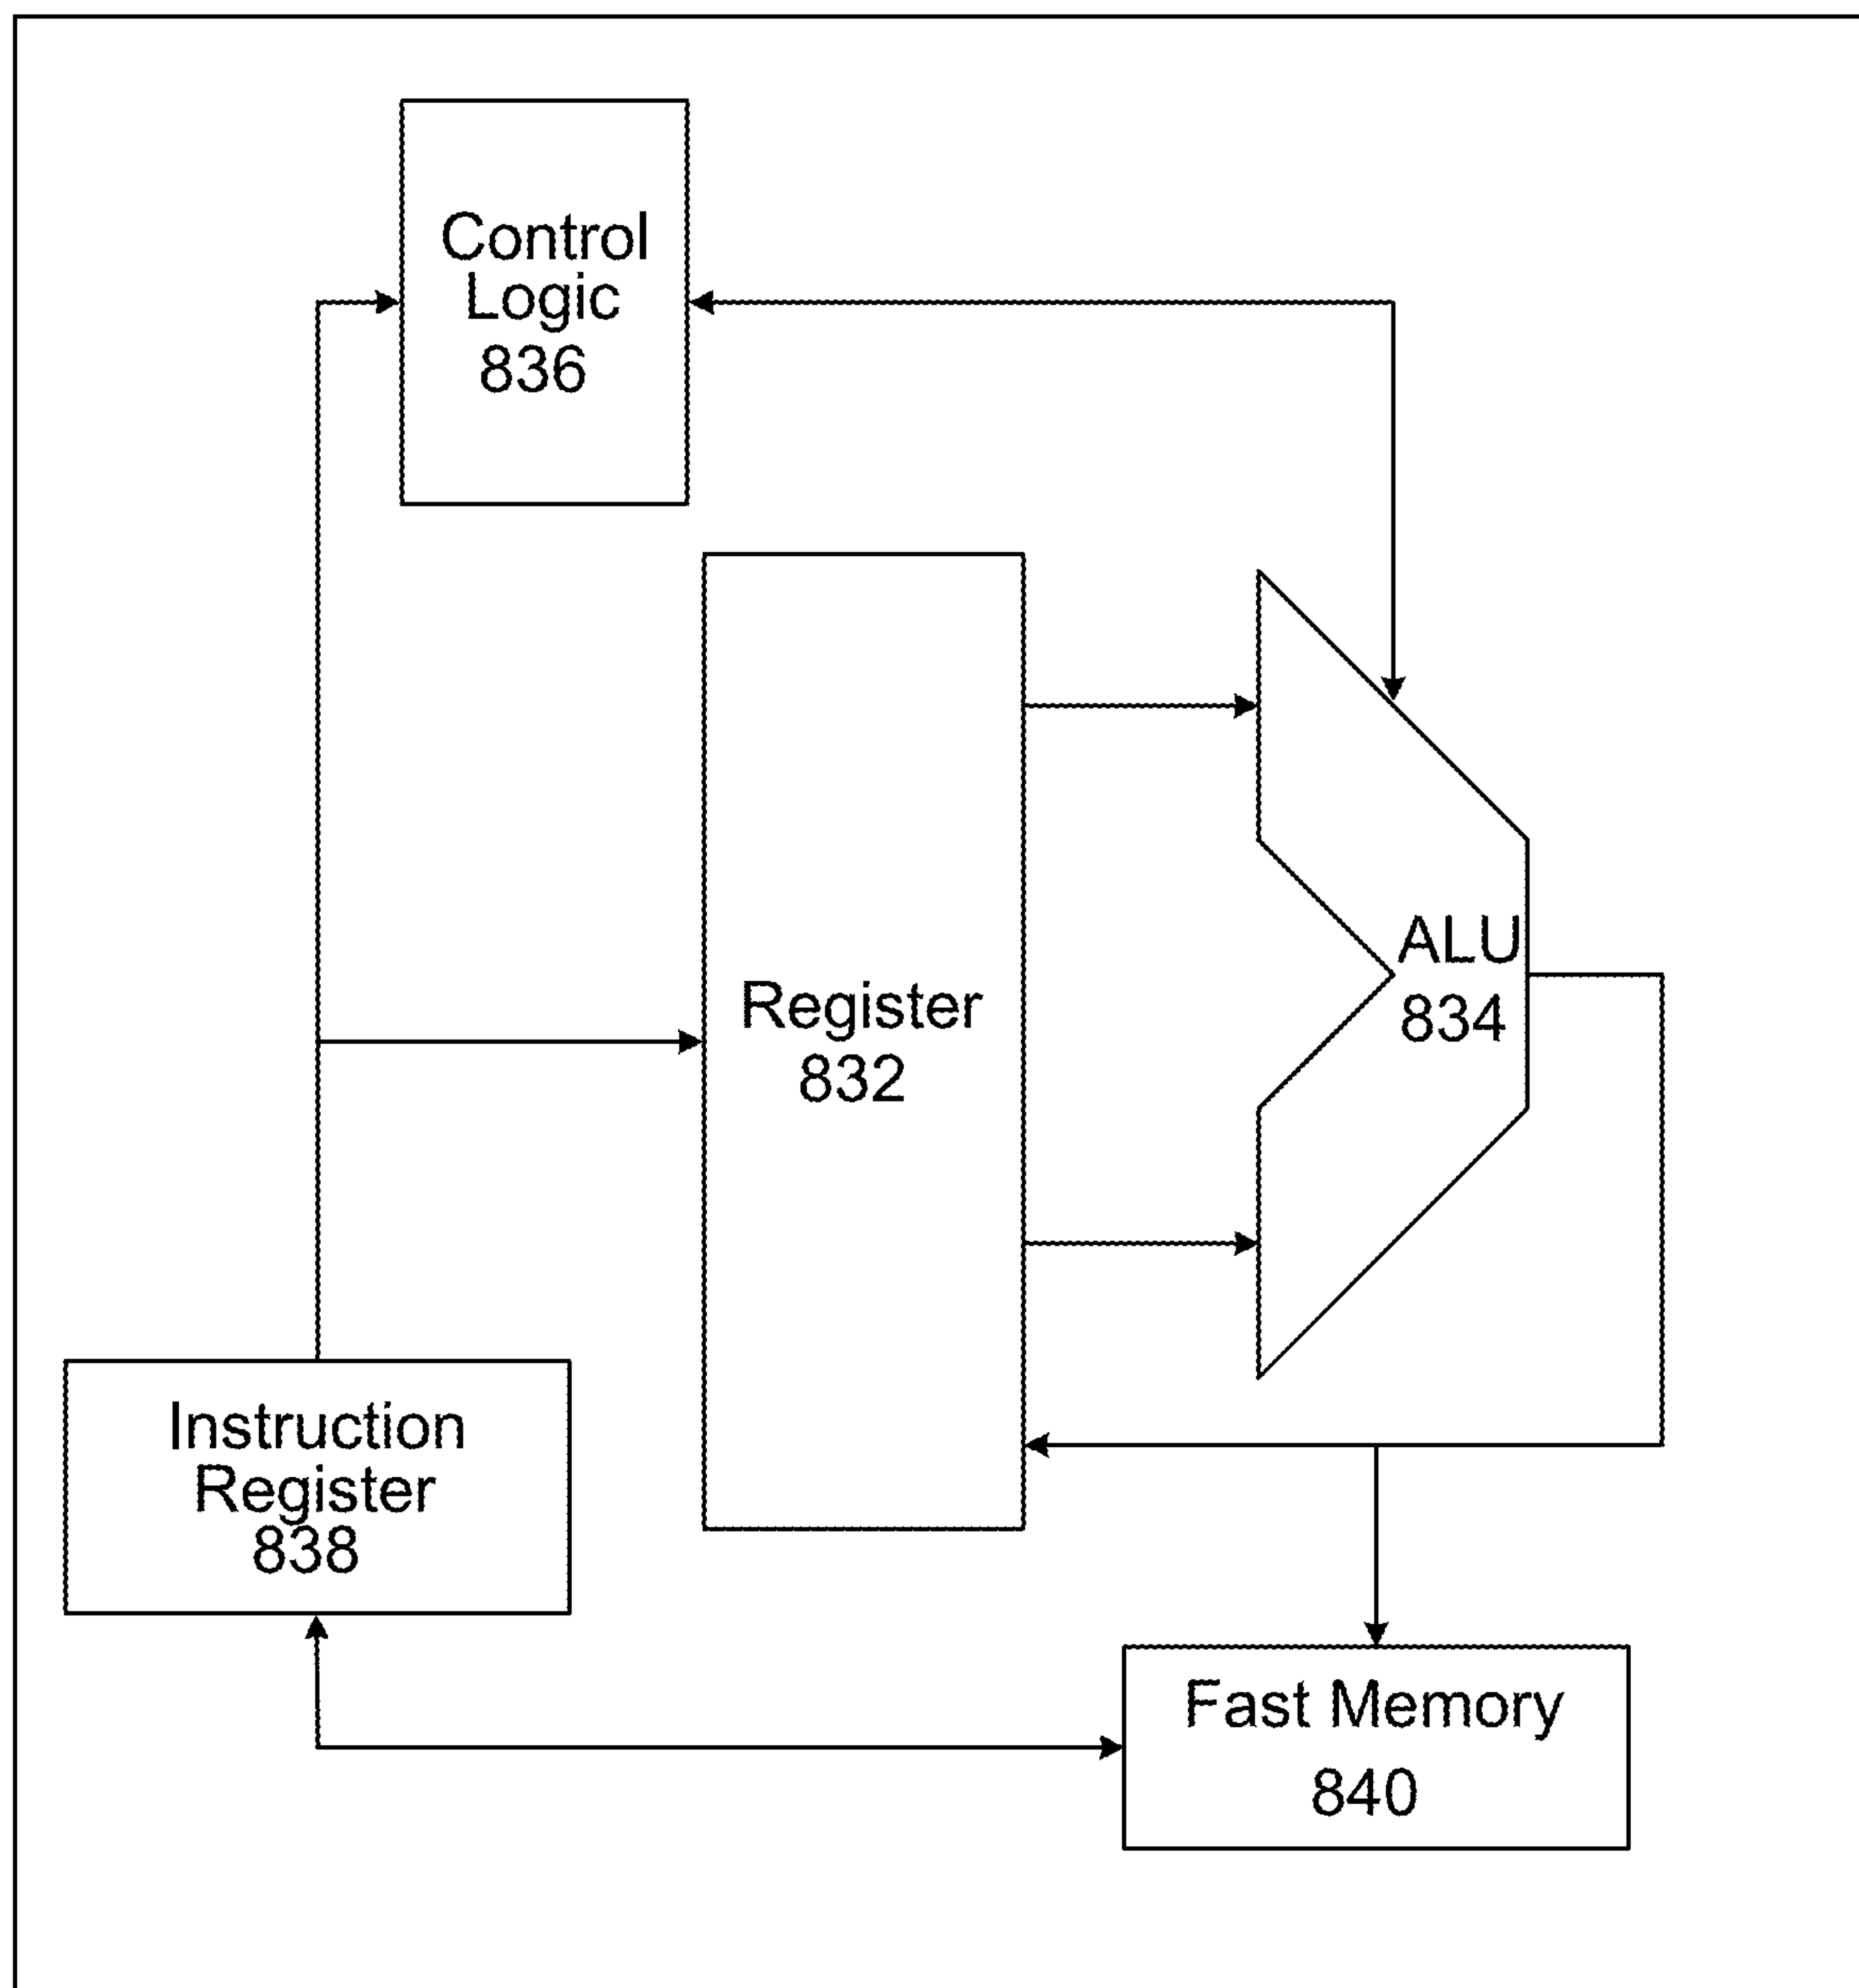 Control
Logic
836
Register
832
ALU
834
Instruction
Register
838
Fast Memory
840